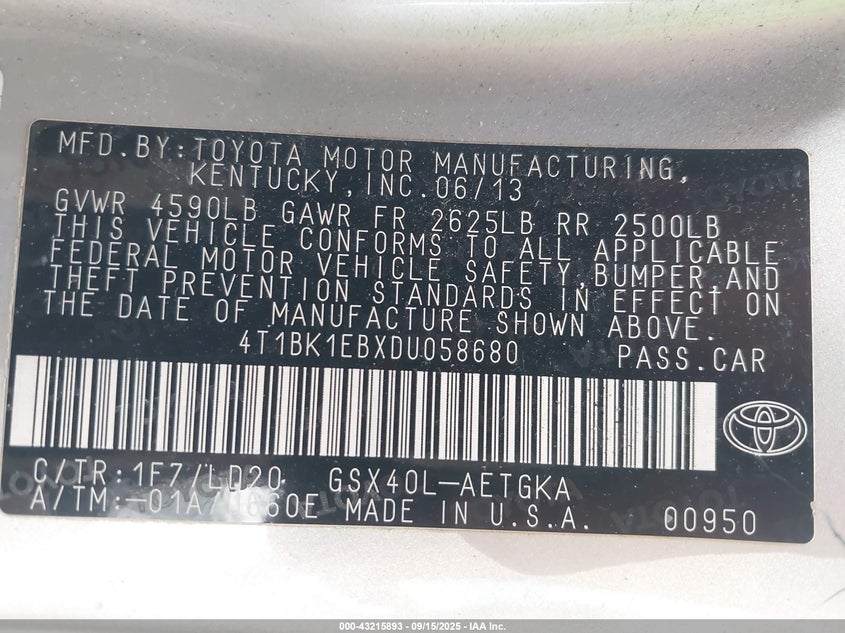 MFD.BY:TOYOTA MOTOR MANUFACTURING,
KENTUCKY, INC. 06/13
GVWR 4590LB GAWR FR 2625LB RR 2500LB
THIS VEHICLE CONFORMS TO ALL APPLICABLE
FEDERAL MOTOR VEHICLE SAFETY,BUMPER,AND
THEFT PREVENTION STANDARDS IN EFFECT ON
THE DATE OF MANUFACTURE SHOWN ABOVE.
4T1BK1EBXDU058680 PASS.CAR
C/TR:1F7/LD20 GSX40L-AETGKA
A/TM:-01A/U660E MADE IN U.S.A. 00950
000-43215893 - 09/15/2025 - IAA Inc.